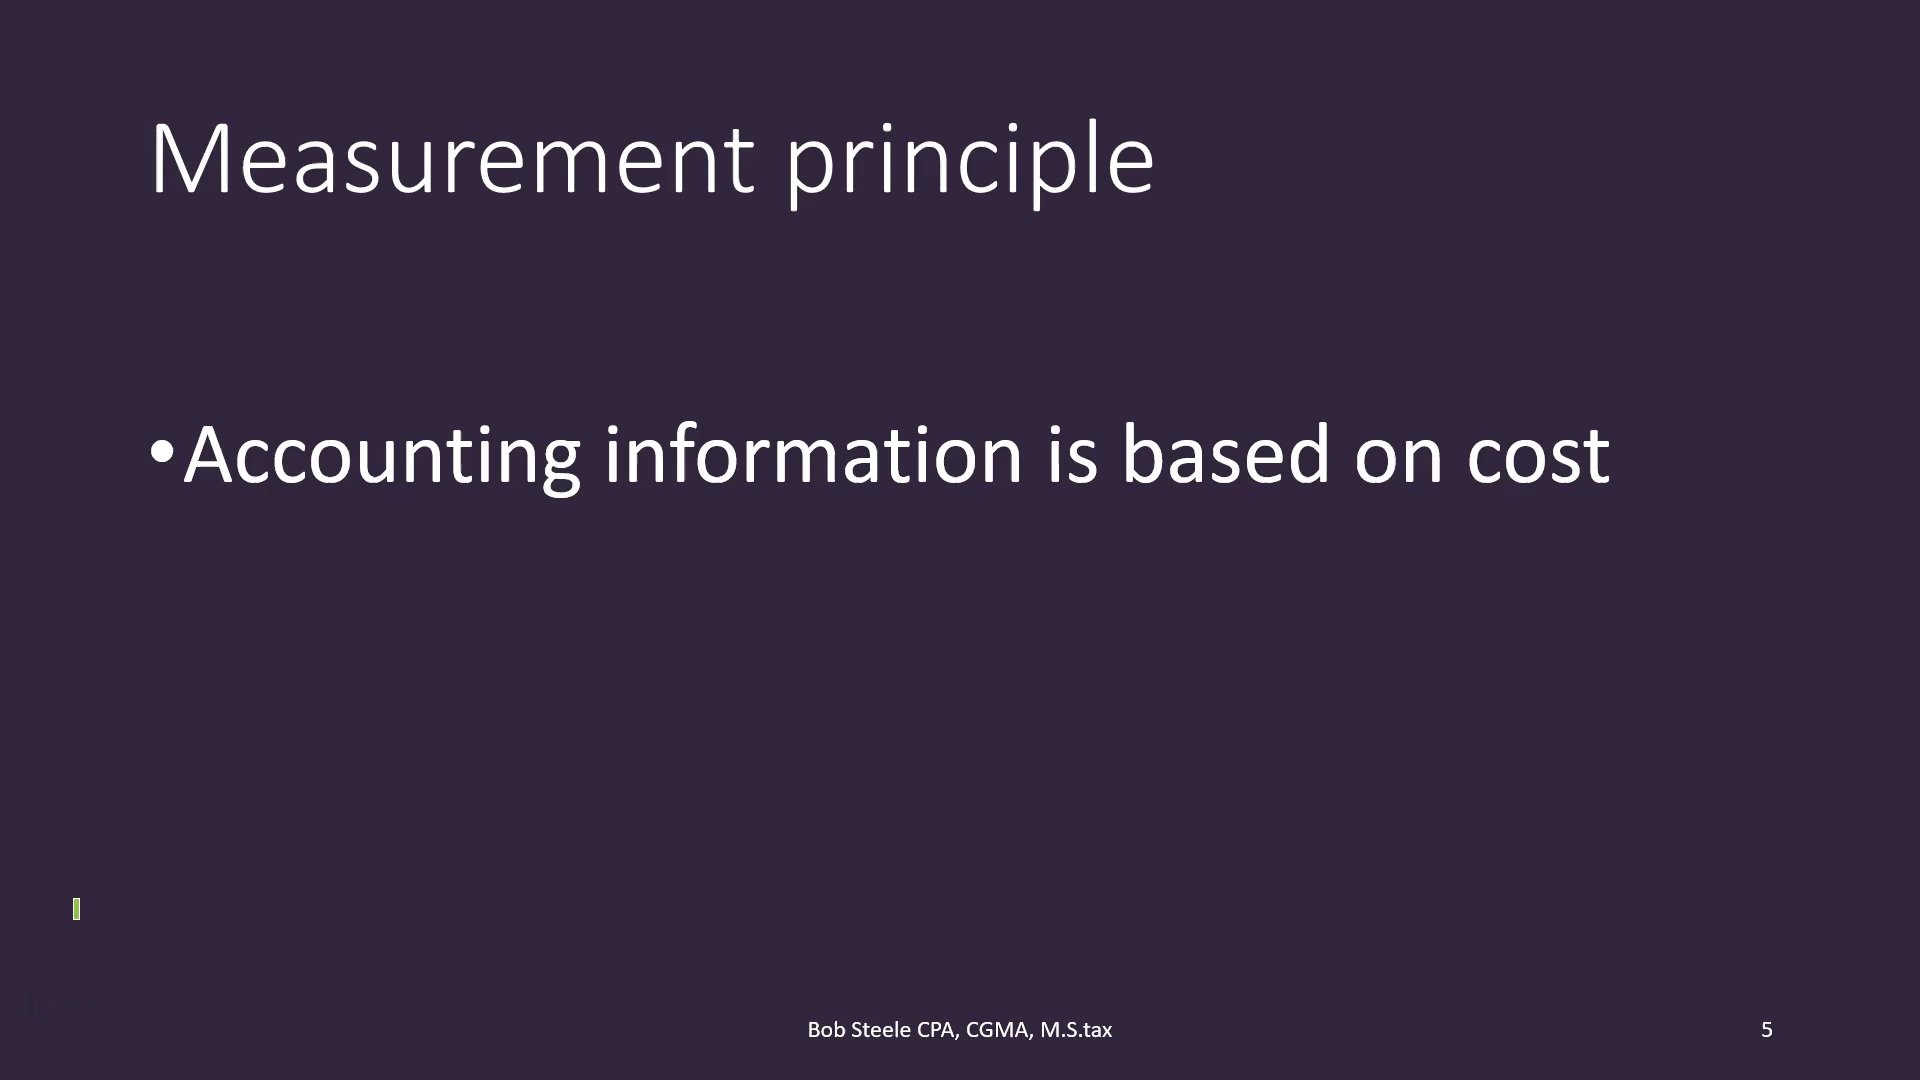 Measurement principle
•Accounting information is based on cost
Bob Steele CPA, CGMA, M.S.tax
5